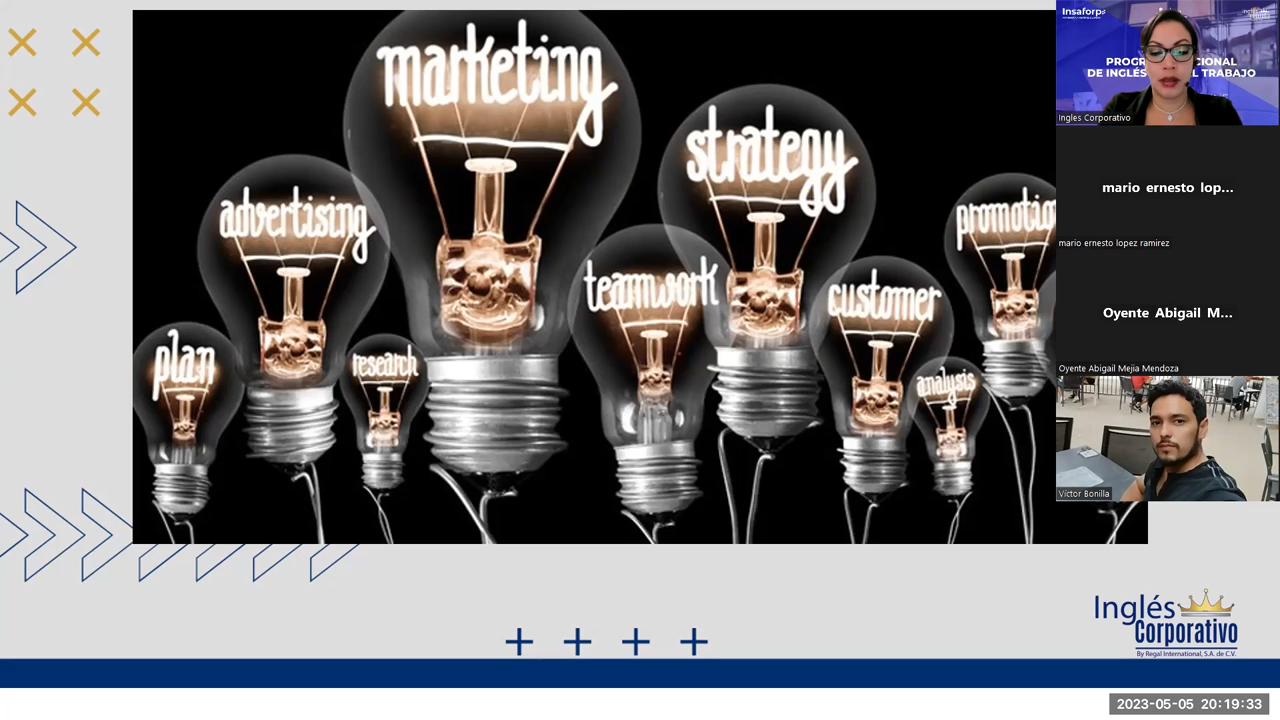 marketing
strategy
advertising
promotio
teamwork
customer
plan
research
analysis
Insaforp
PROGR
CIONAL
DE INGLÉS
L TRABAJO
Ingles Corporativo
mario ernesto lop...
mario ernesto lopez ramirez
Oyente Abigail M...
Oyente Abigail Mejia Mendoza
Víctor Bonilla
Inglés
Corporativo
By Regal International, S.A. de C.V.
2023-05-05 20:19:33